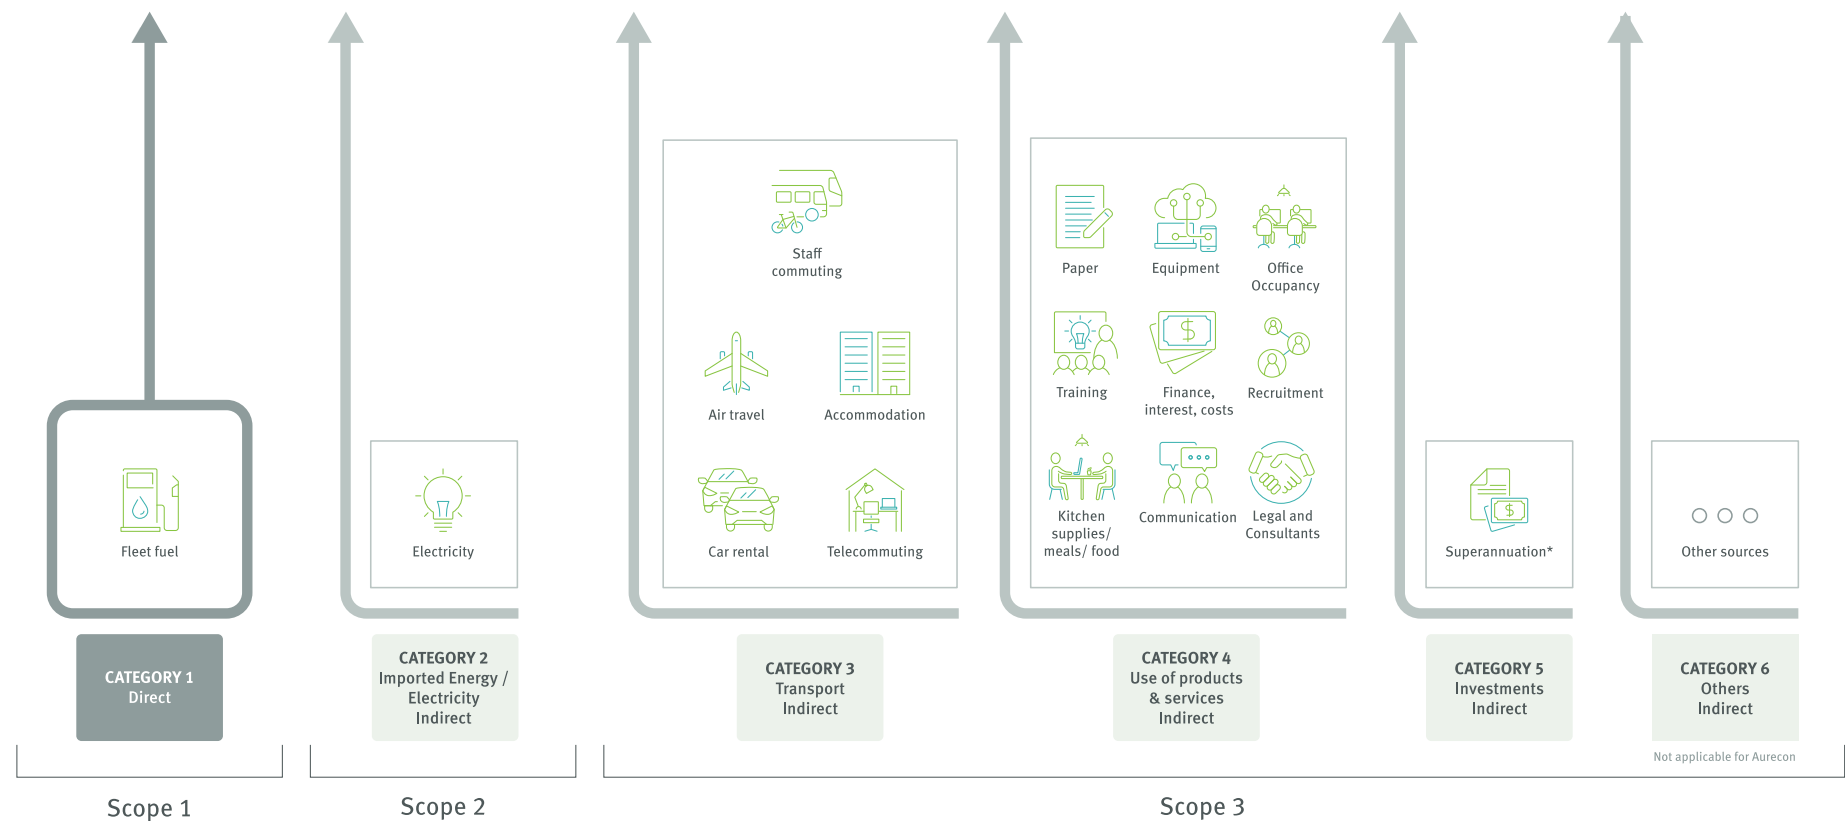 Staff
commuting
Air travel
Accommodation
Car rental
Telecommuting
Paper
Equipment
Office
Occupancy
Training
Finance,
interest, costs
Recruitment
Kitchen
supplies/
meals/ food
Communication
Legal and
Consultants
Fleet fuel
Electricity
Superannuation*
Other sources
CATEGORY 1
Direct
CATEGORY 2
Imported Energy /
Electricity
Indirect
CATEGORY 3
Transport
Indirect
CATEGORY 4
Use of products
& services
Indirect
CATEGORY 5
Investments
Indirect
CATEGORY 6
Others
Indirect
Not applicable for Aurecon
Scope 1
Scope 2
Scope 3